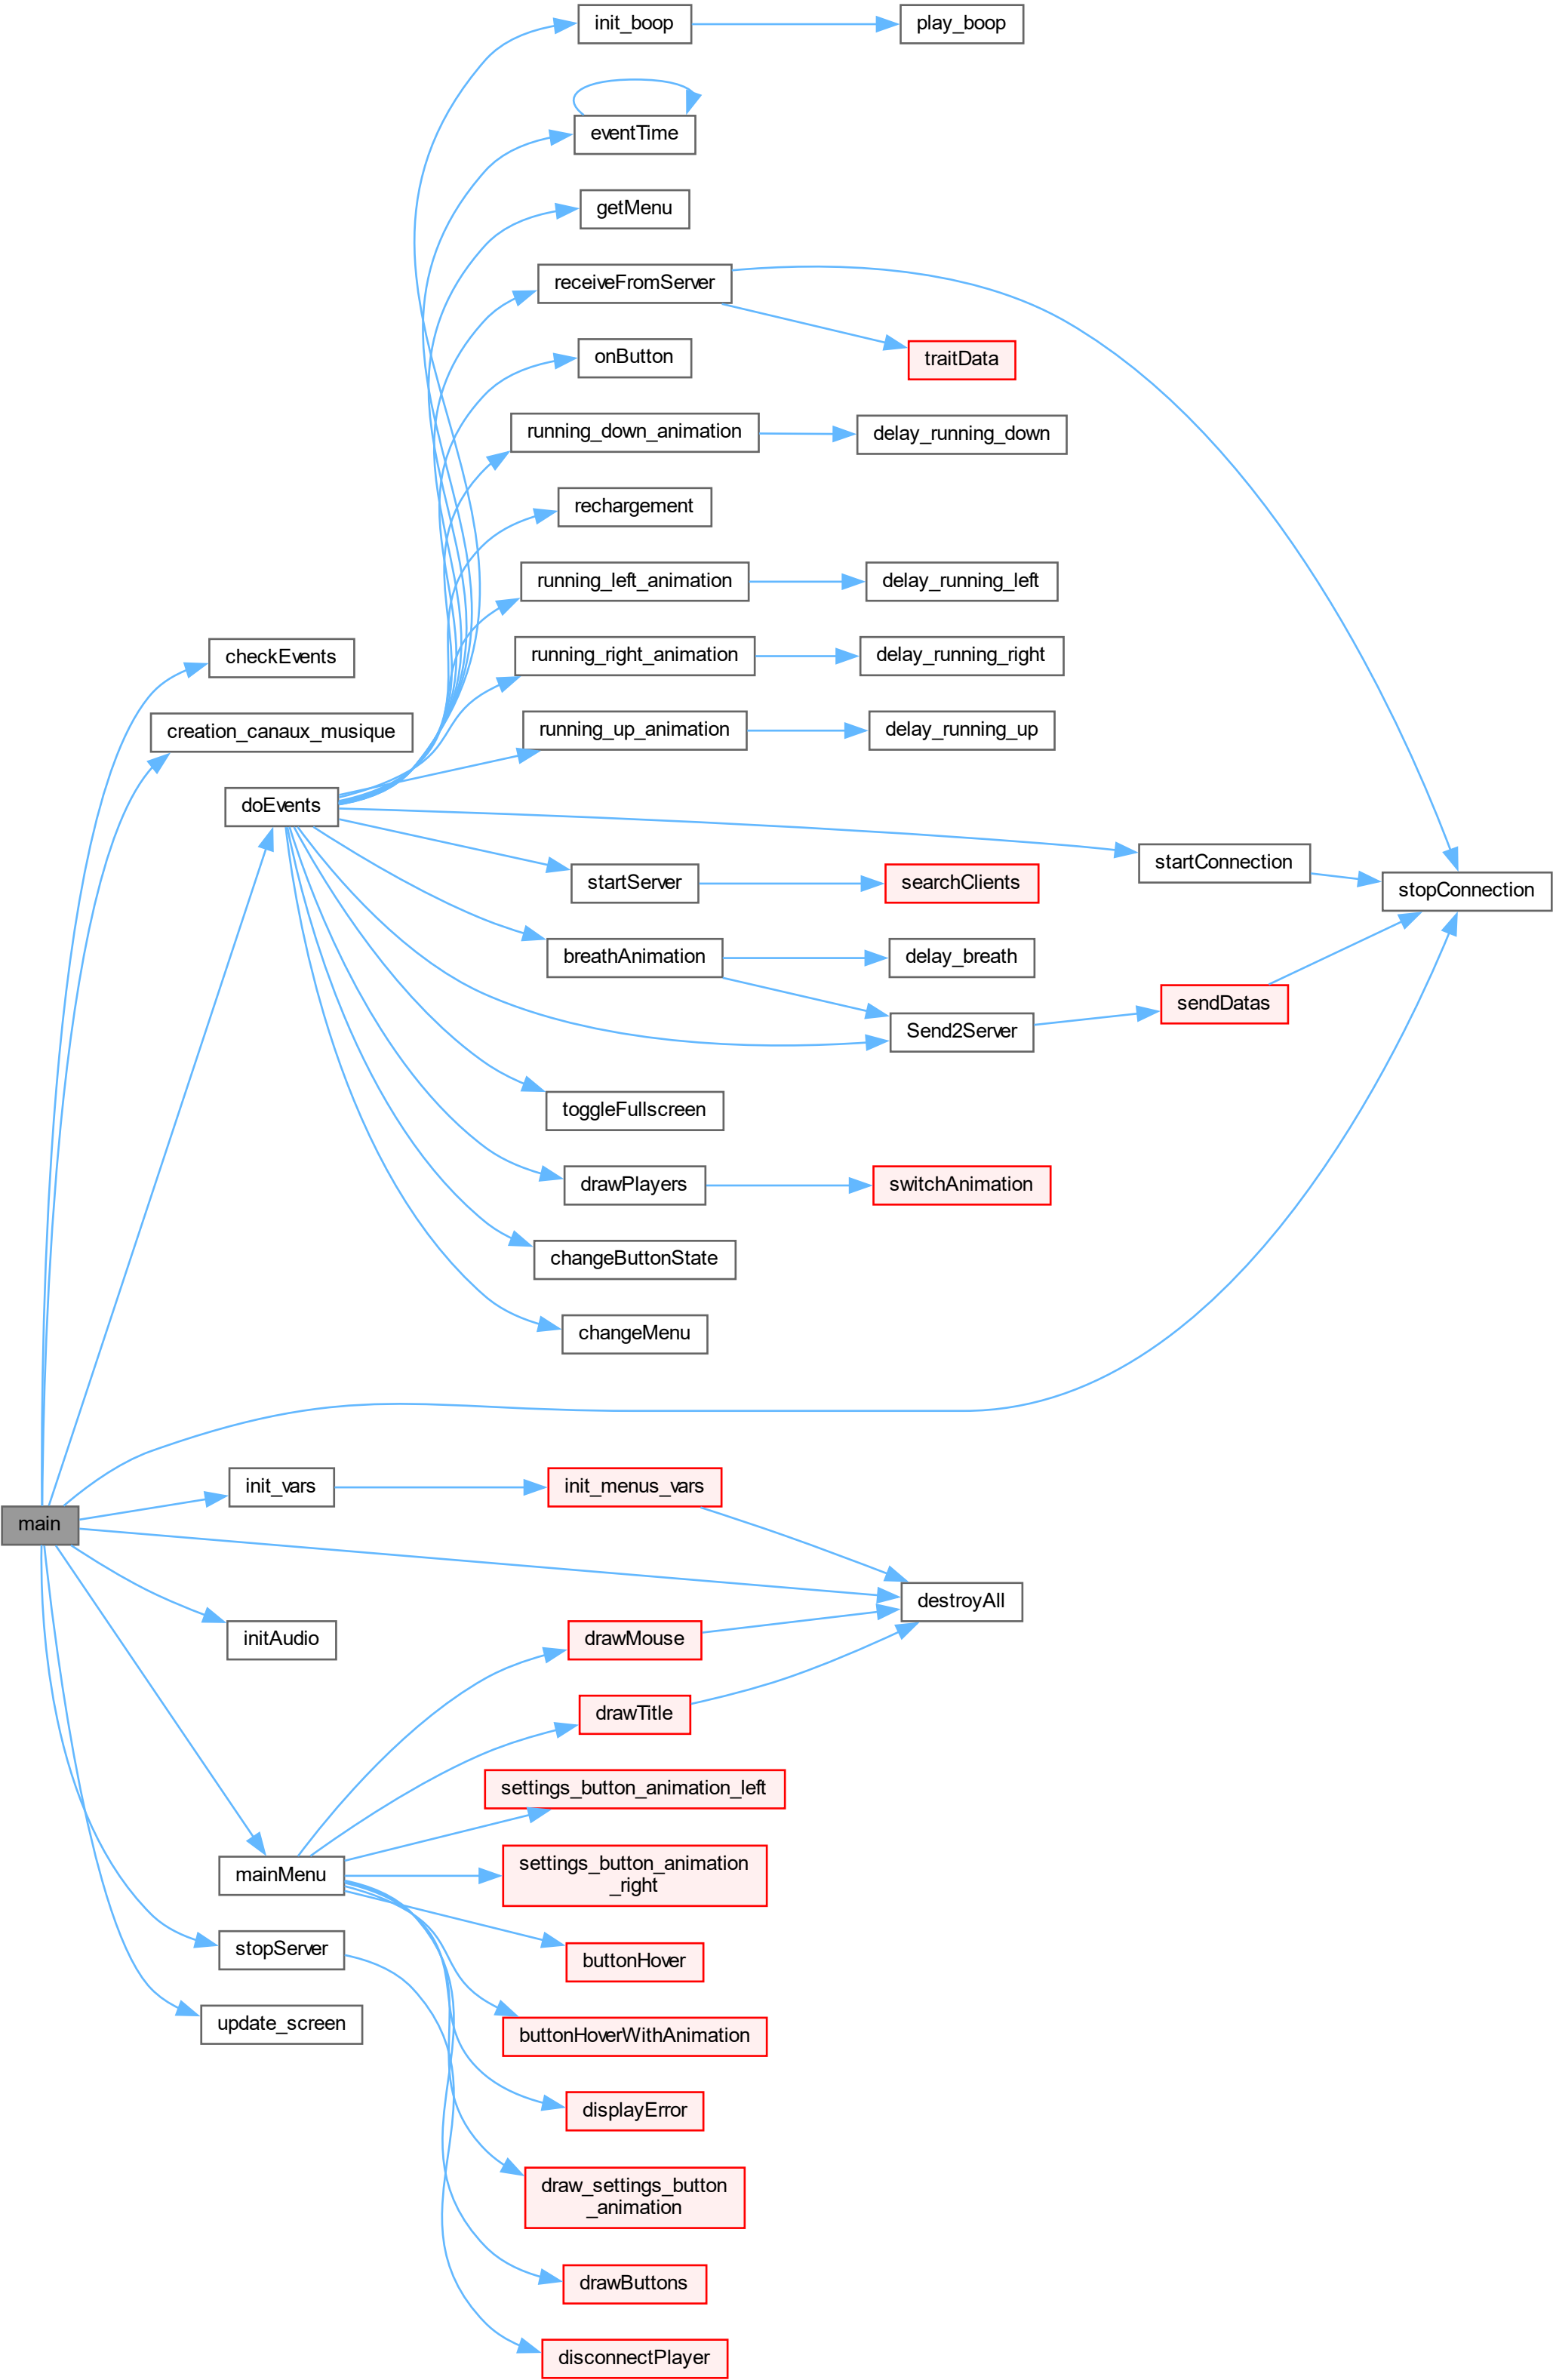 init_boop
play_boop
eventTime
getMenu
receiveFromServer
traitData
onButton
running_down_animation
delay_running_down
rechargement
running_left_animation
delay_running_left
checkEvents
running_right_animation
delay_running_right
creation_canaux_musique
running_up_animation
delay_running_up
doEvents
startConnection
startServer
searchClients
stopConnection
breathAnimation
delay_breath
sendDatas
Send2Server
toggleFullscreen
drawPlayers
switchAnimation
changeButtonState
changeMenu
init_vars
init_menus_vars
main
destroyAll
initAudio
drawMouse
drawTitle
settings_button_animation_left
settings_button_animation
_right
mainMenu
stopServer
buttonHover
update_screen
buttonHoverWithAnimation
displayError
draw_settings_button
_animation
drawButtons
disconnectPlayer